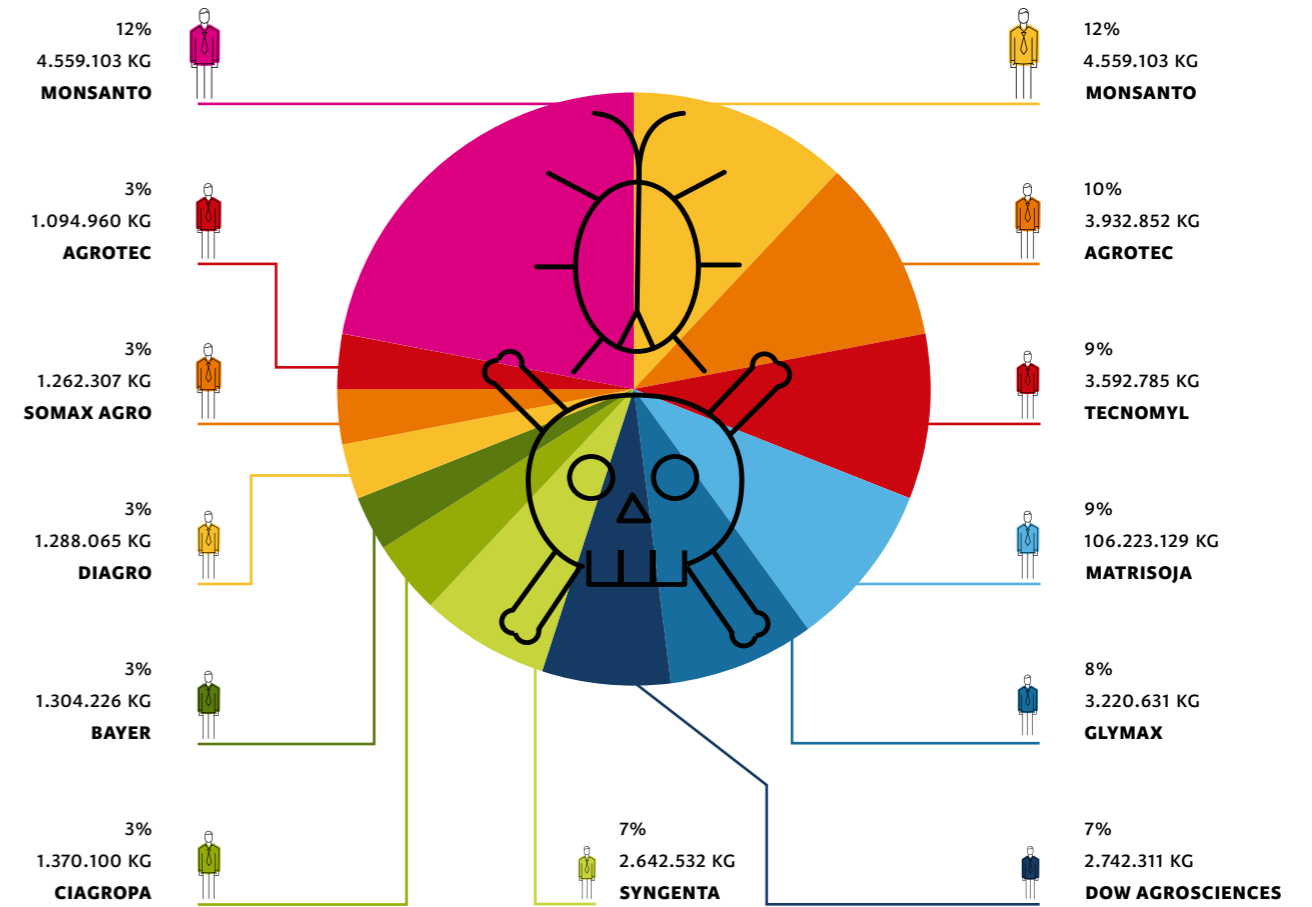 12%
4.559.103 KG
MONSANTO
3%
1.094.960 KG
AGROTEC
3%
1.262.307 KG
SOMAX AGRO
3%
1.288.065 KG
DIAGRO
3%
1.304.226 KG
BAYER
3%
1.370.100 KG
CIAGROPA
7%
2.642.532 KG
SYNGENTA
12%
4.559.103 KG
MONSANTO
10%
3.932.852 KG
AGROTEC
9%
3.592.785 KG
TECNOMYL
9%
106.223.129 KG
MATRISOJA
8%
3.220.631 KG
GLYMAX
7%
2.742.311 KG
DOW AGROSCIENCES